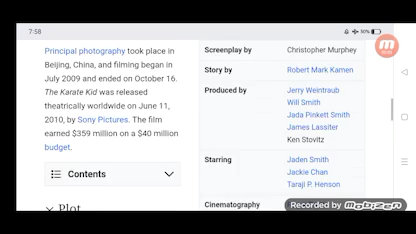 7:58
50%
Principal photography took place in
Beijing, China, and filming began in
July 2009 and ended on October 16.
The Karate Kid was released
theatrically worldwide on June 11,
2010, by Sony Pictures. The film
earned $359 million on a $40 million
budget.
Contents
Plot
Screenplay by Christopher Murphey
Story by Robert Mark Kamen
Produced by Jerry Weintraub
Will Smith
Jada Pinkett Smith
James Lassiter
Ken Stovitz
Starring Jaden Smith
Jackie Chan
Taraji P. Henson
Cinematography
Recorded by Mobizen